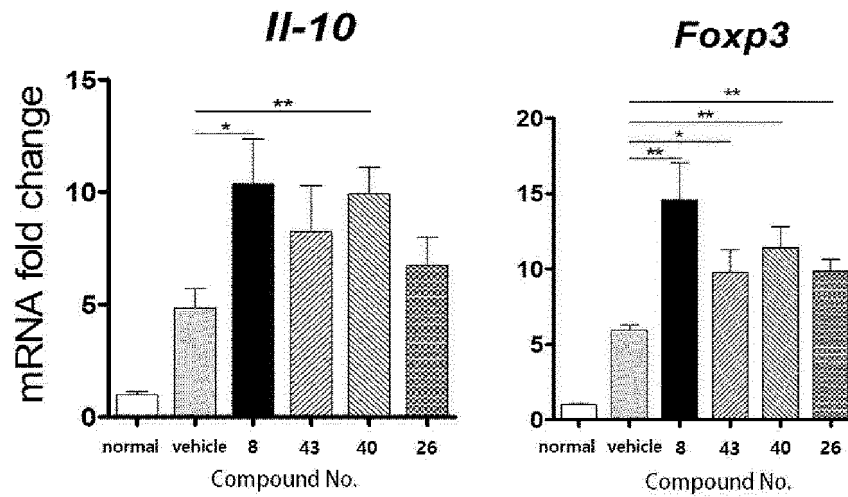 Il-10
mRNA fold change
15
10
5
0
**
*
normal vehicle 8 43 40 26
Compound No.
Foxp3
20
15
10
5
0
**
**
*
**
normal vehicle 8 43 40 26
Compound No.